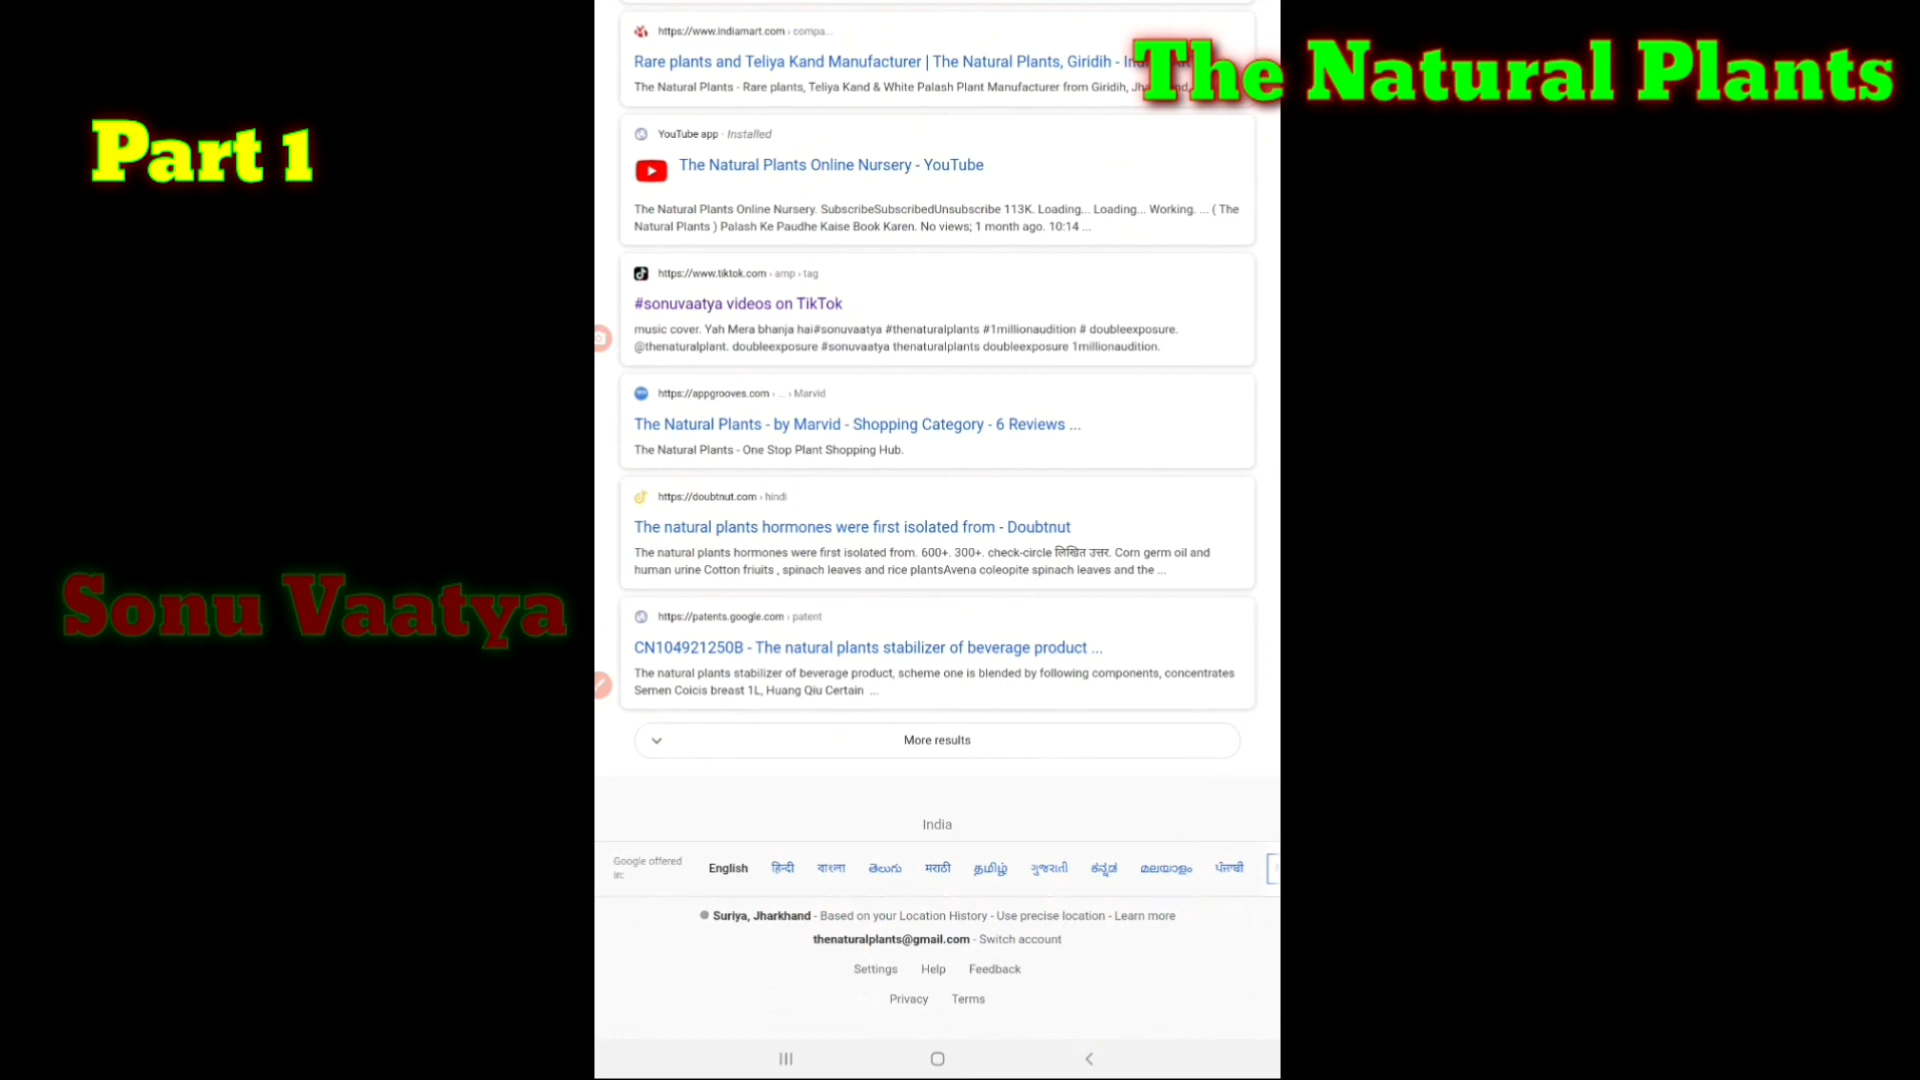 The Natural Plants
Part 1
Sonu Vaatya
https://www.indiamart.com › compa...
Rare plants and Teliya Kand Manufacturer | The Natural Plants, Giridih -
The Natural Plants - Rare plants, Teliya Kand & White Palash Plant Manufacturer from Giridih,
YouTube app · Installed
The Natural Plants Online Nursery - YouTube
The Natural Plants Online Nursery. SubscribeSubscribedUnsubscribe 113K. Loading... Loading... Working. ... ( The
Natural Plants ) Palash Ke Paudhe Kaise Book Karen. No views; 1 month ago. 10:14 ...
https://www.tiktok.com › amp › tag
#sonuvaatya videos on TikTok
music cover. Yah Mera bhanja hai#sonuvaatya #thenaturalplants #1millionaudition # doubleexposure.
@thenaturalplant. doubleexposure #sonuvaatya thenaturalplants doubleexposure 1millionaudition.
https://appgrooves.com › ... › Marvid
The Natural Plants - by Marvid - Shopping Category - 6 Reviews ...
The Natural Plants - One Stop Plant Shopping Hub.
https://doubtnut.com › hindi
The natural plants hormones were first isolated from - Doubtnut
The natural plants hormones were first isolated from. 600+. 300+. check-circle लिखित उत्तर. Corn germ oil and
human urine Cotton friuits , spinach leaves and rice plantsAvena coleopite spinach leaves and the ...
https://patents.google.com › patent
CN104921250B - The natural plants stabilizer of beverage product ...
The natural plants stabilizer of beverage product, scheme one is blended by following components, concentrates
Semen Coicis breast 1L, Huang Qiu Certain ...
More results
India
Google offered in:
English हिन्दी বাংলা తెలుగు मराठी தமிழ் ગુજરાતી ಕನ್ನಡ മലയാളം ਪੰਜਾਬੀ
Suriya, Jharkhand - Based on your Location History - Use precise location - Learn more
thenaturalplants@gmail.com - Switch account
Settings Help Feedback
Privacy Terms